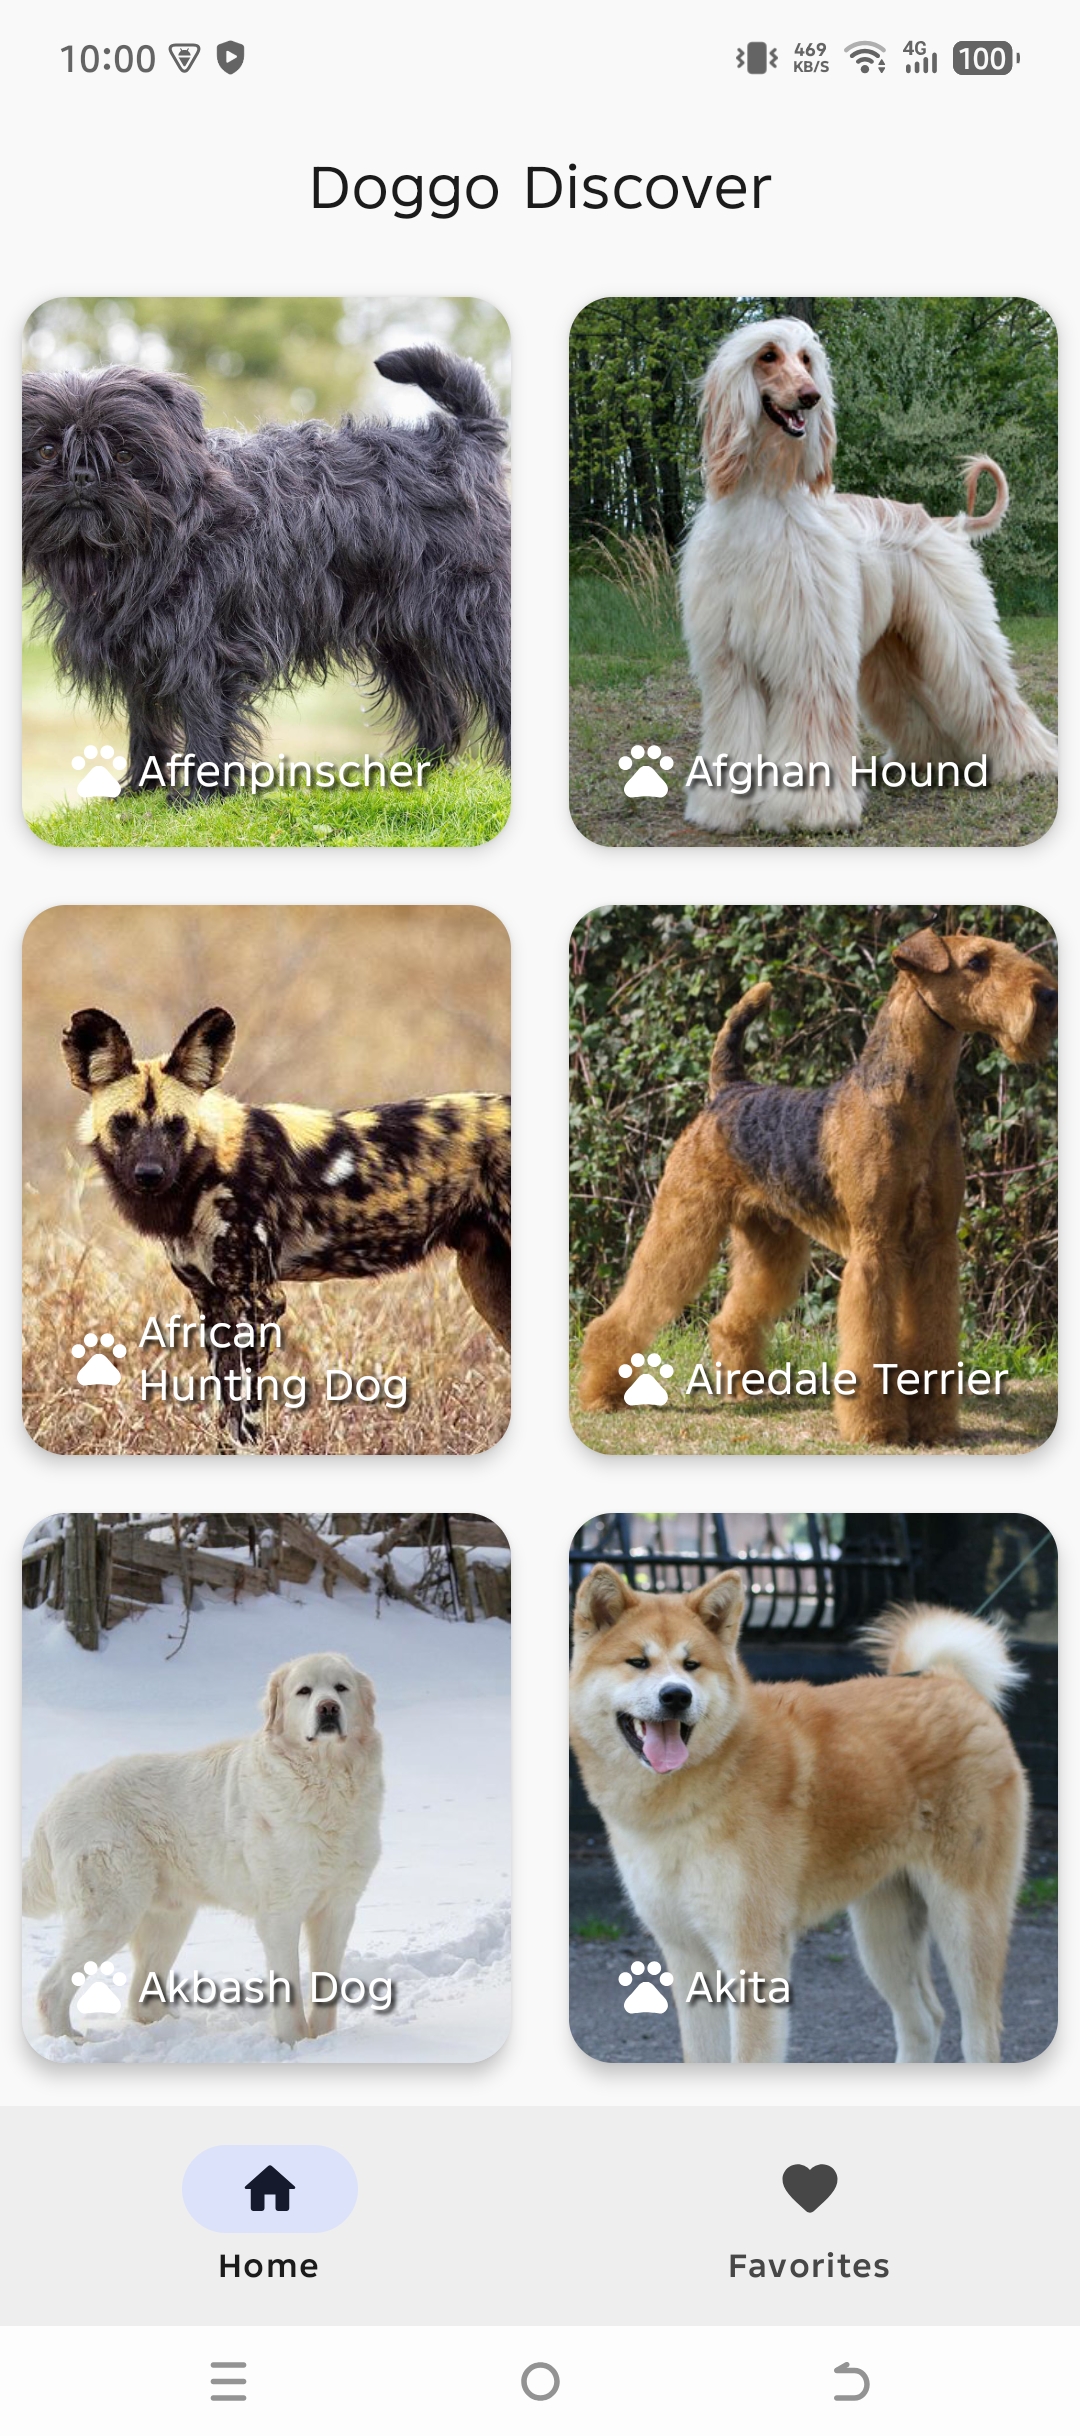 10:00
469
KB/S
4G
100
Doggo Discover
Affenpinscher
Afghan Hound
African
Hunting Dog
Airedale Terrier
Akbash Dog
Akita
Home
Favorites